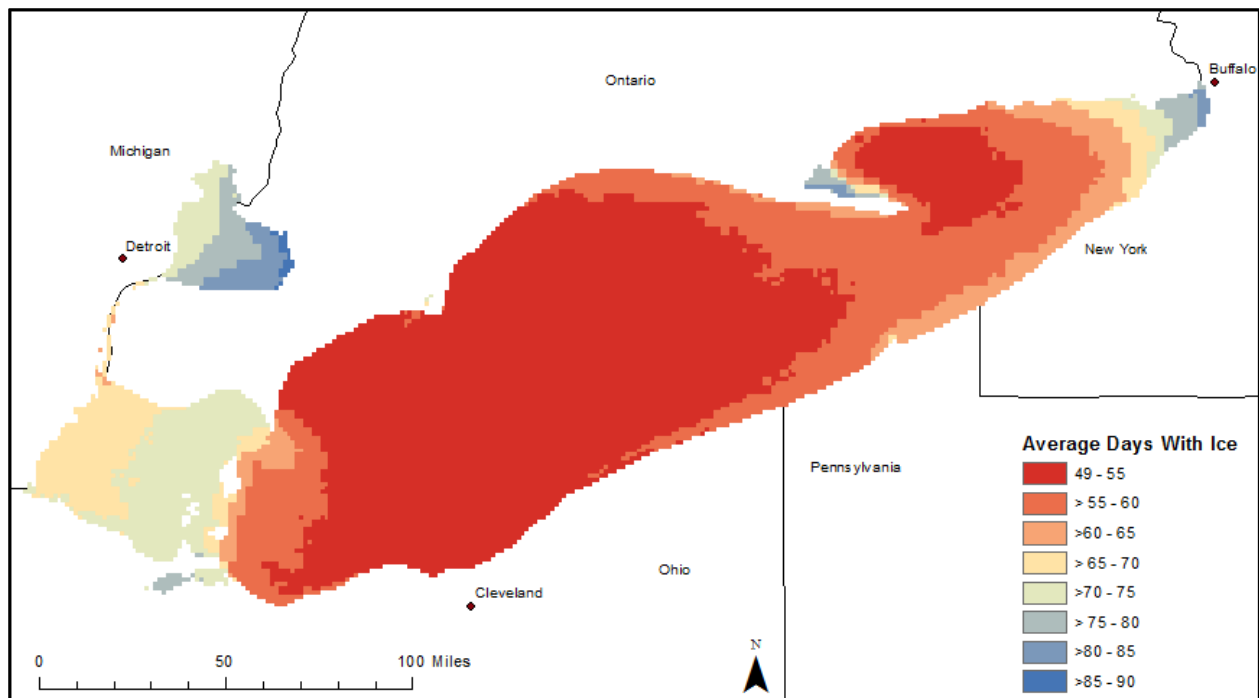 Ontario
Buffalo
Michigan
Detroit
New York
Average Days With Ice
49 - 55
> 55 - 60
>60 - 65
> 65 - 70
>70 - 75
> 75 - 80
>80 - 85
>85 - 90
Pennsylvania
Ohio
Cleveland
N
0 50 100 Miles